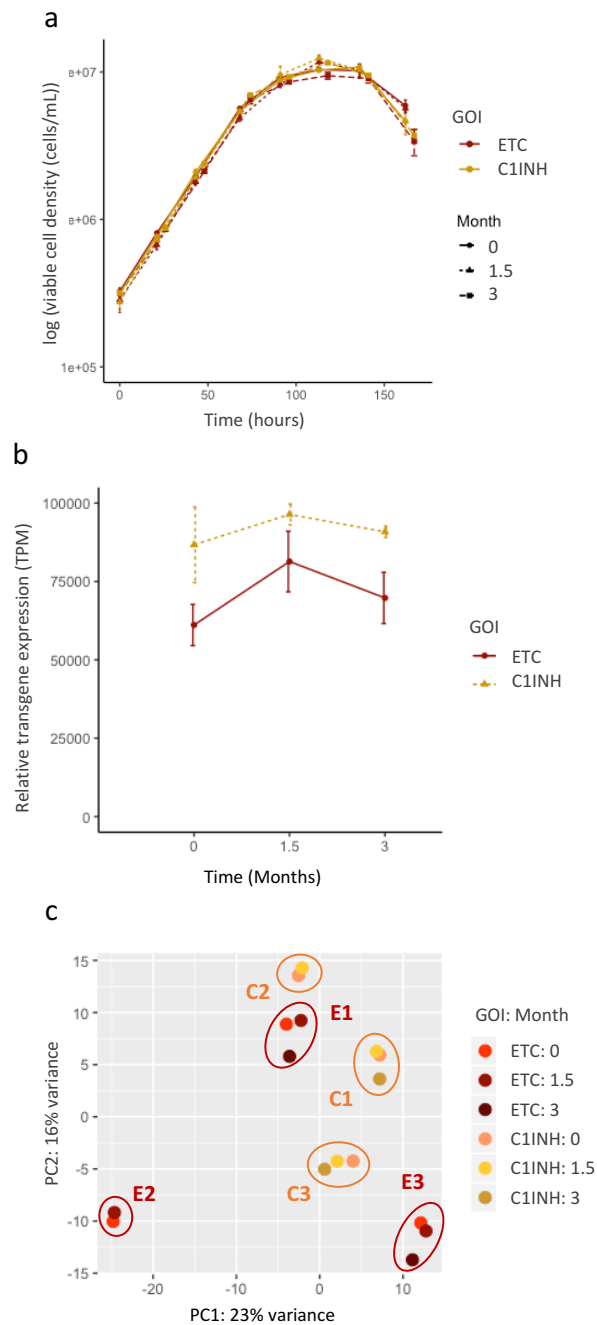 a
log (viable cell density (cells/mL))
e+07
e+06
1e+05
0
50
100
150
Time (hours)
GOI
ETC
C1INH
Month
0
1.5
3
b
Relative transgene expression (TPM)
100000
75000
50000
25000
0
0
1.5
3
Time (Months)
GOI
ETC
C1INH
c
PC2: 16% variance
15
10
5
0
-5
-10
-15
-20
-10
0
10
PC1: 23% variance
C2
E1
C1
C3
E2
E3
GOI: Month
ETC: 0
ETC: 1.5
ETC: 3
C1INH: 0
C1INH: 1.5
C1INH: 3